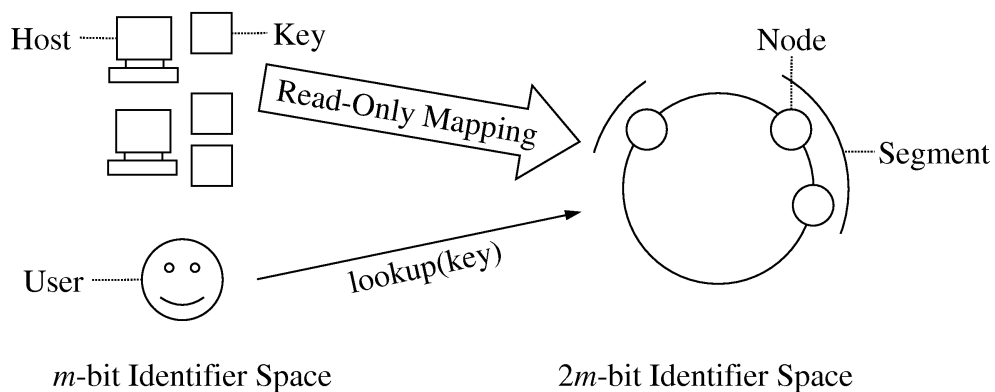 Host
Key
Node
Read-Only Mapping
Segment
User
lookup(key)
m-bit Identifier Space
2m-bit Identifier Space